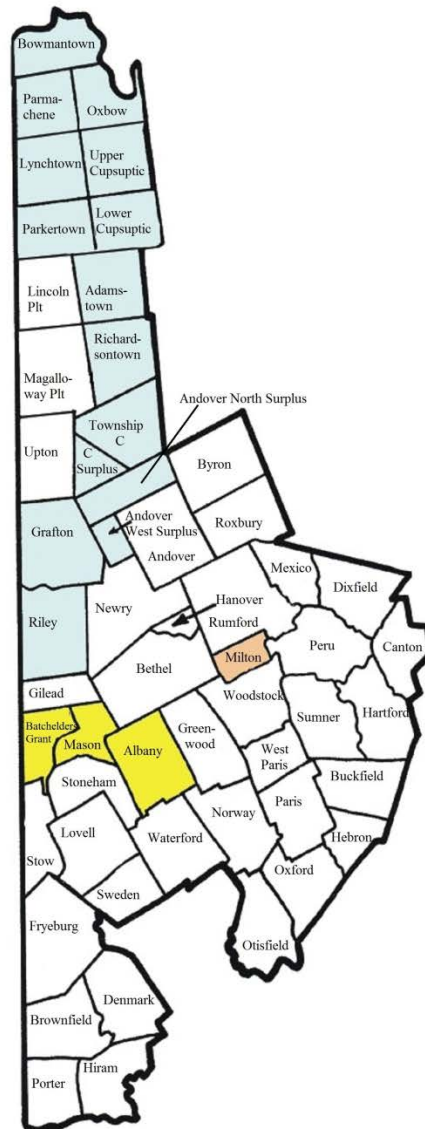 Bowmantown
Parma-
chene
Oxbow
Lynchtown
Upper
Cupsuptic
Parkertown
Lower
Cupsuptic
Lincoln
Plt
Adams-
town
Richard-
sontown
Magallo-
way Plt
Andover North Surplus
Township
C
Upton
C
Surplus
Byron
Grafton
Andover
West Surplus
Andover
Roxbury
Mexico
Dixfield
Riley
Newry
Hanover
Rumford
Peru
Canton
Bethel
Milton
Gilead
Woodstock
Hartford
Batchelders
Grant
Mason
Albany
Green-
wood
Sumner
West
Paris
Stoneham
Buckfield
Paris
Norway
Lovell
Waterford
Hebron
Stow
Oxford
Sweden
Fryeburg
Otisfield
Denmark
Brownfield
Porter
Hiram